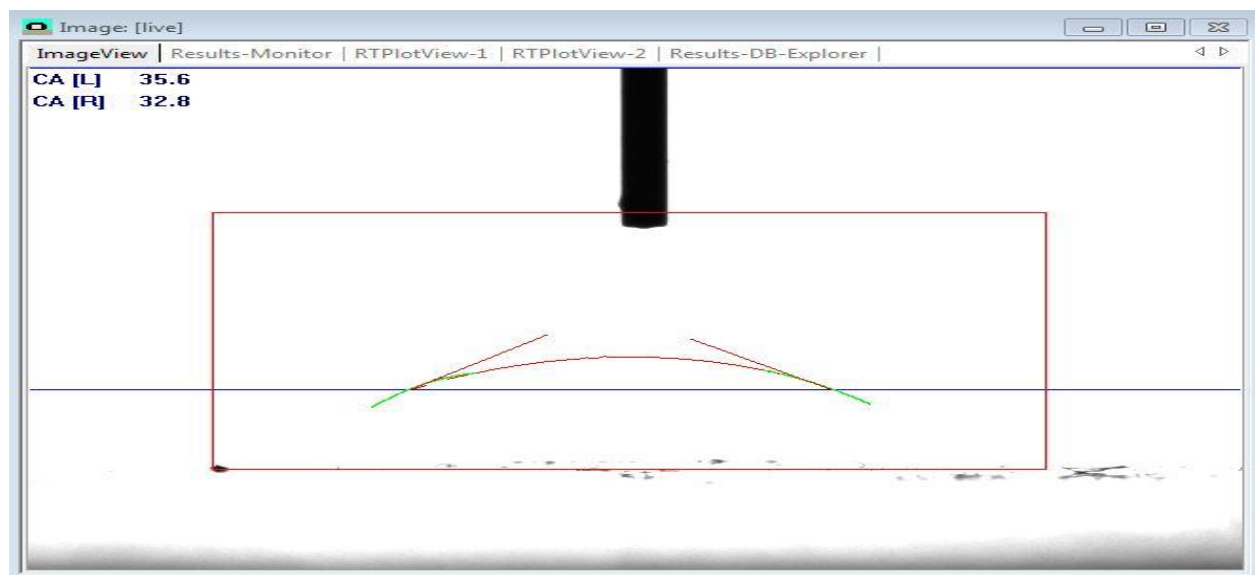 Image: [live]
ImageView | Results-Monitor | RTPlotView-1 | RTPlotView-2 | Results-DB-Explorer |
CA [L] 35.6
CA [R] 32.8